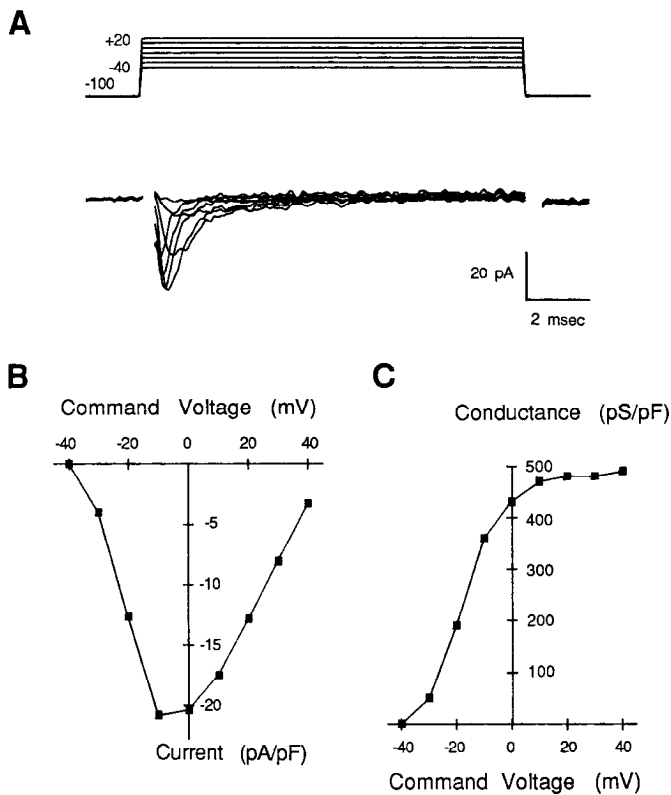 A
+20
-40
-100
20 pA
2 msec
B
Command Voltage (mV)
-40 -20 0 20 40
-5
-10
-15
-20
Current (pA/pF)
C
Conductance (pS/pF)
500
400
300
200
100
-40 -20 0 20 40
Command Voltage (mV)